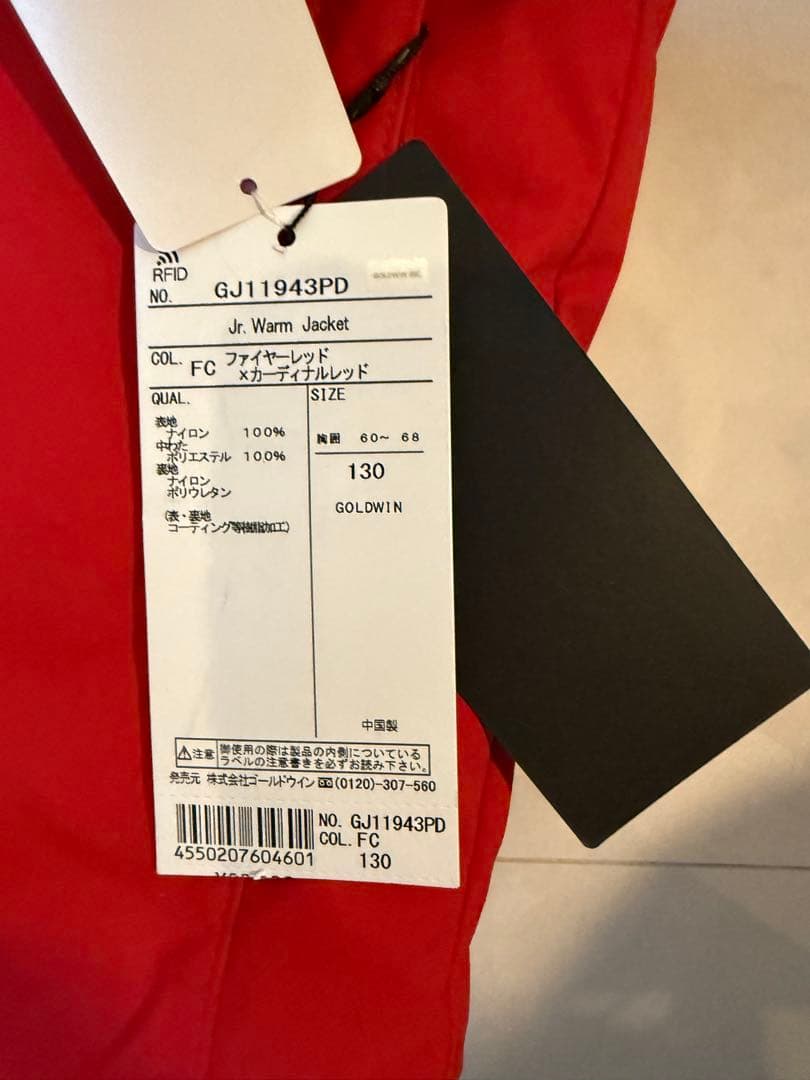 RFID
GOLDWIN INC.
NO. GJ11943PD
Jr. Warm Jacket
COL. FC ファイヤーレッド
×カーディナルレッド
QUAL.
表地
ナイロン 100%
中わた
ポリエステル 100%
裏地
ナイロン
ポリウレタン
(表・裏地
コーティング等樹脂加工)
SIZE
胸囲 60~ 68
130
GOLDWIN
中国製
注意 御使用の際は製品の内側についている
ラベルの注意書きを必ずお読み下さい。
発売元 株式会社ゴールドウイン (0120)-307-560
4550207604601
NO. GJ11943PD
COL. FC
130